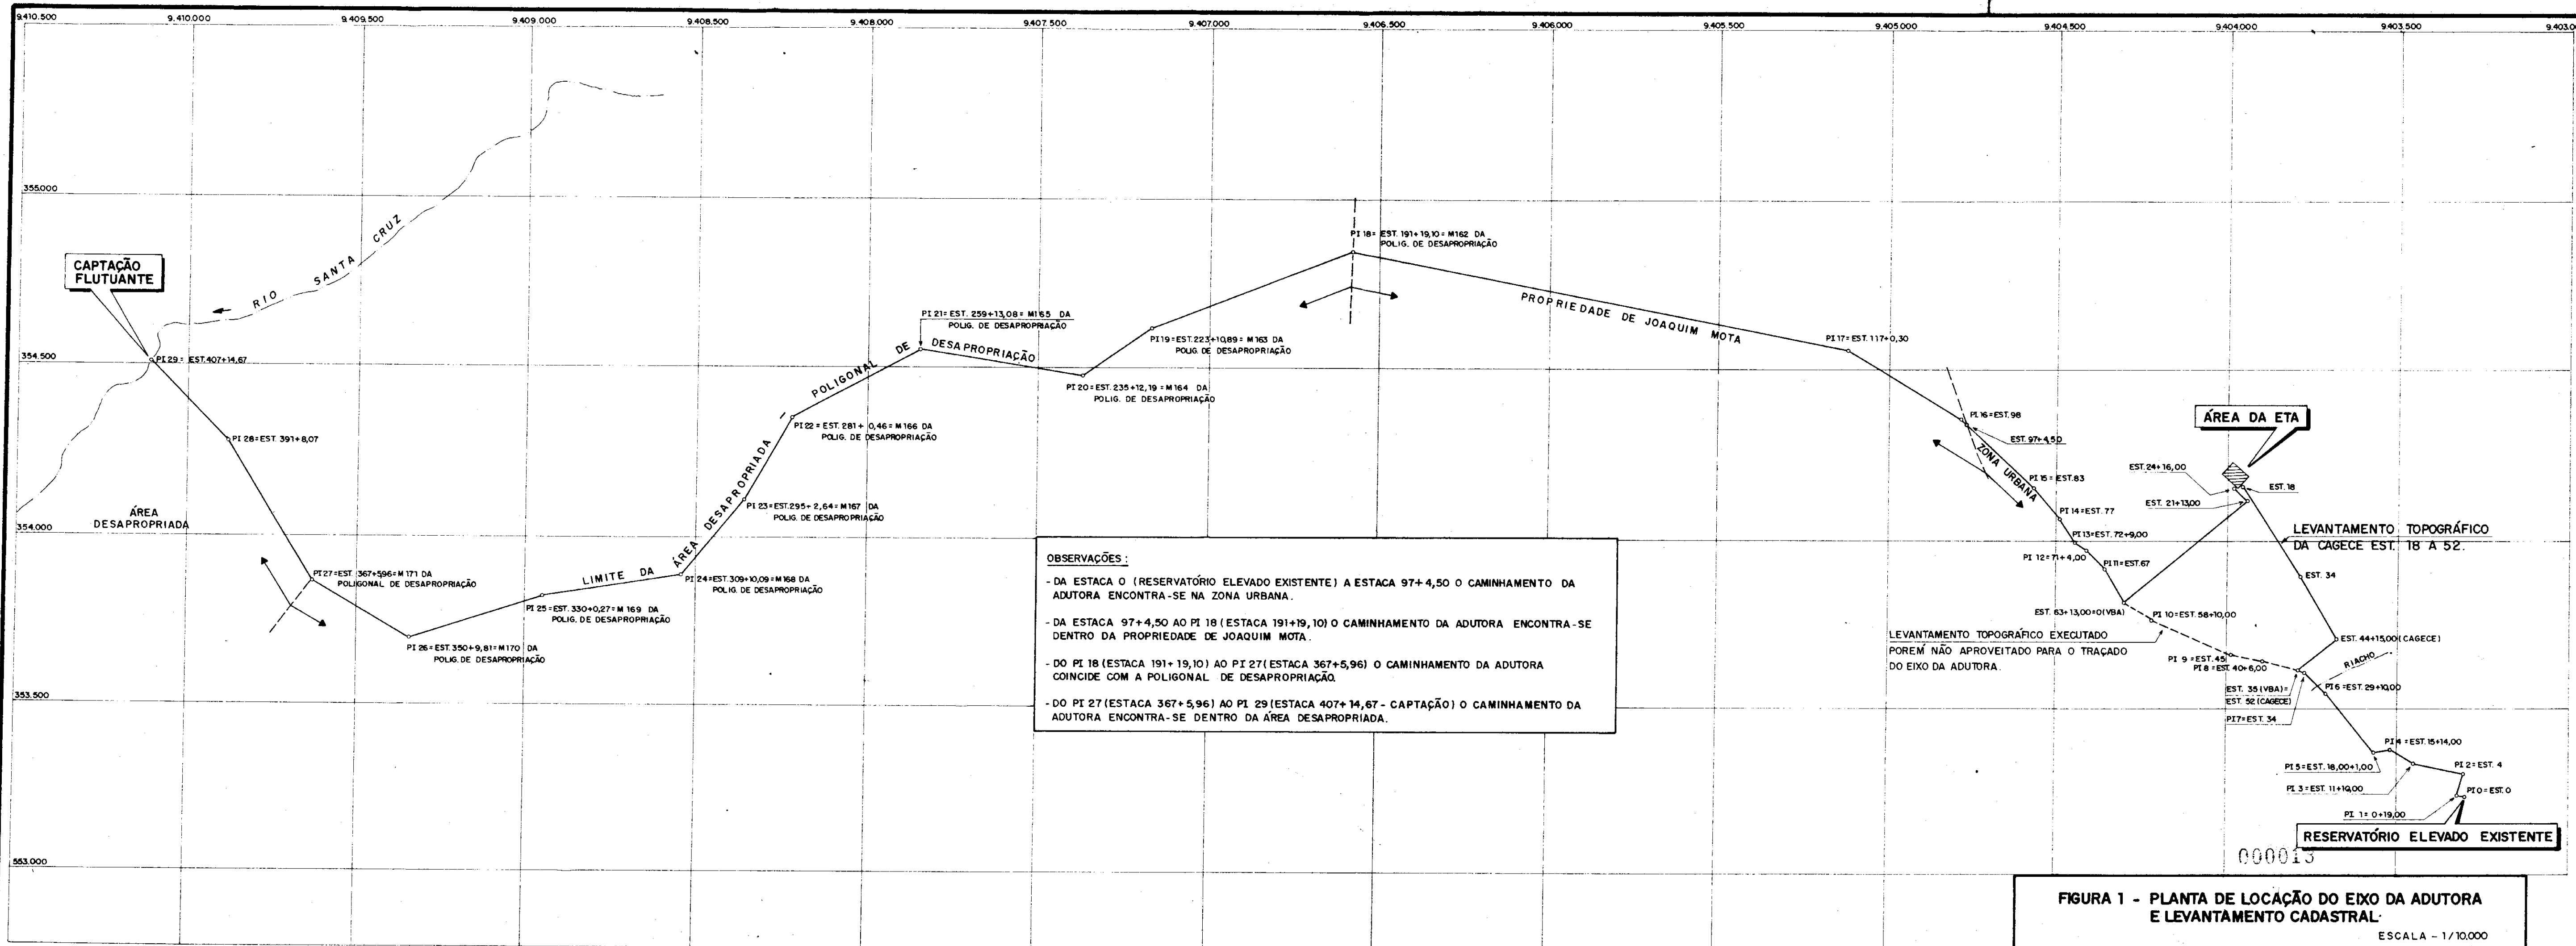 9.410.500
9.410.000
9.409.500
9.409.000
9.408.500
9.408.000
9.407.500
9.407.000
9.406.500
9.406.000
9.405.500
9.405.000
9.404.500
9.404.000
9.403.500
9.403.00
355.000
354.500
354.000
353.500
553.000
CAPTAÇÃO
FLUTUANTE
RIO SANTA CRUZ
PI 29 = EST.407+14,67
PI 28=EST. 391+8,07
ÁREA
DESAPROPRIADA
PI 27=EST. 367+596=M171 DA
POLIGONAL DE DESAPROPRIAÇÃO
PI 26=EST.350+9,81=M170 DA
POLIG. DE DESAPROPRIAÇÃO
PI 25=EST. 330+0,27=M 169 DA
POLIG. DE DESAPROPRIAÇÃO
PI 24=EST.309+10,09=M168 DA
POLIG. DE DESAPROPRIAÇÃO
LIMITE DA ÁREA DESAPROPRIADA - POLIGONAL DE DESAPROPRIAÇÃO
PI 23=EST.295+2,64=M167 DA
POLIG. DE DESAPROPRIAÇÃO
PI 22 = EST. 281+ 0,46=M166 DA
POLIG. DE DESAPROPRIAÇÃO
PI 21=EST. 259+13,08= M165 DA
POLIG. DE DESAPROPRIAÇÃO
PI 20=EST. 235+12,19 =M164 DA
POLIG. DE DESAPROPRIAÇÃO
PI 19=EST.223+10,89=M163 DA
POLIG. DE DESAPROPRIAÇÃO
PI 18= EST. 191+19,10=M162 DA
POLIG. DE DESAPROPRIAÇÃO
PROPRIEDADE DE JOAQUIM MOTA
PI 17=EST. 117+0,30
PI 16=EST.98
EST. 97+4,50
ZONA URBANA
PI 15=EST.83
PI 14=EST. 77
PI 13=EST. 72+9,00
PI 12=71+4,00
PI 11=EST.67
EST. 63+13,00=0(VBA)
PI 10=EST.58+10,00
ÁREA DA ETA
EST.24+16,00
EST. 18
EST. 21+13,00
LEVANTAMENTO TOPOGRÁFICO
DA CAGECE EST. 18 A 52.
EST. 34
EST. 44+15,00(CAGECE)
RIACHO
LEVANTAMENTO TOPOGRÁFICO EXECUTADO
POREM NÃO APROVEITADO PARA O TRAÇADO
DO EIXO DA ADUTORA.
PI 9=EST.45
PI 8=EST.40+6,00
EST. 35(VBA)=
EST. 52(CAGECE)
PI7=EST. 34
PI6=EST.29+10,00
PI4=EST.15+14,00
PI 5=EST.18,00+1,00
PI 3=EST. 11+10,00
PI 2=EST. 4
PI 0=EST.0
PI 1=0+19,00
RESERVATÓRIO ELEVADO EXISTENTE
OBSERVAÇÕES :
- DA ESTACA 0 (RESERVATÓRIO ELEVADO EXISTENTE) A ESTACA 97+4,50 O CAMINHAMENTO DA
ADUTORA ENCONTRA-SE NA ZONA URBANA.
- DA ESTACA 97+4,50 AO PI 18 (ESTACA 191+19,10) O CAMINHAMENTO DA ADUTORA ENCONTRA-SE
DENTRO DA PROPRIEDADE DE JOAQUIM MOTA.
- DO PI 18 (ESTACA 191+19,10) AO PI 27 (ESTACA 367+5,96) O CAMINHAMENTO DA ADUTORA
COINCIDE COM A POLIGONAL DE DESAPROPRIAÇÃO.
- DO PI 27 (ESTACA 367+5,96) AO PI 29 (ESTACA 407+14,67 - CAPTAÇÃO) O CAMINHAMENTO DA
ADUTORA ENCONTRA-SE DENTRO DA ÁREA DESAPROPRIADA.
000013
FIGURA 1 - PLANTA DE LOCAÇÃO DO EIXO DA ADUTORA
E LEVANTAMENTO CADASTRAL
ESCALA - 1/10.000